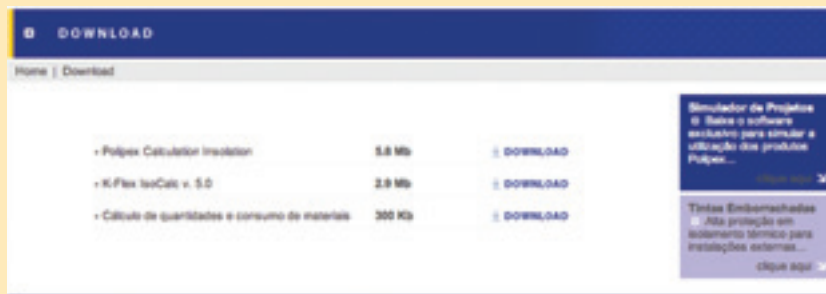 DOWNLOAD
Home | Download
Polipex Calculation Insolation 5.8 Mb DOWNLOAD
K-Flex IsoCalc v. 5.0 2.9 Mb DOWNLOAD
Cálculo de quantidades e consumo de materiais 300 Kb DOWNLOAD
Simulador de Projetos
Baixe o software
exclusivo para simular a
utilização dos produtos
Polipex...
clique aqui
Tintas Emborrachadas
Alta proteção em
isolamento térmico para
instalações externas...
clique aqui